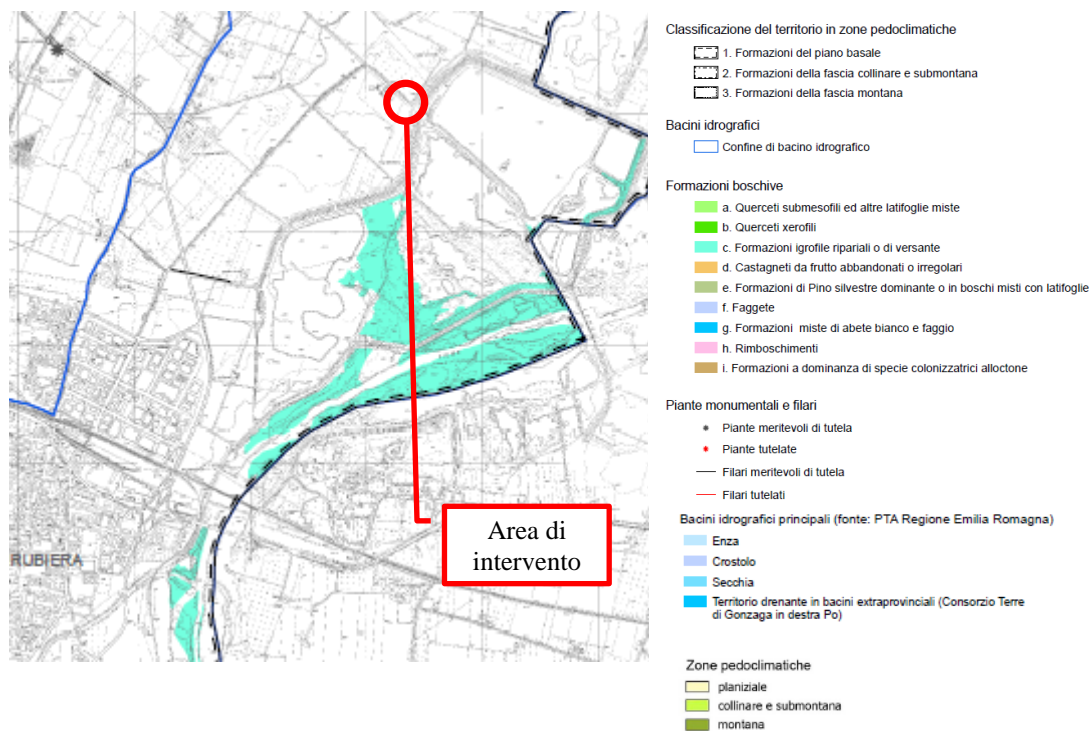 RUBIERA
Area di
intervento
Classificazione del territorio in zone pedoclimatiche
1. Formazioni del piano basale
2. Formazioni della fascia collinare e submontana
3. Formazioni della fascia montana
Bacini idrografici
Confine di bacino idrografico
Formazioni boschive
a. Querceti submesofili ed altre latifoglie miste
b. Querceti xerofili
c. Formazioni igrofile ripariali o di versante
d. Castagneti da frutto abbandonati o irregolari
e. Formazioni di Pino silvestre dominante o in boschi misti con latifoglie
f. Faggete
g. Formazioni miste di abete bianco e faggio
h. Rimboschimenti
i. Formazioni a dominanza di specie colonizzatrici alloctone
Piante monumentali e filari
Piante meritevoli di tutela
Piante tutelate
Filari meritevoli di tutela
Filari tutelati
Bacini idrografici principali (fonte: PTA Regione Emilia Romagna)
Enza
Crostolo
Secchia
Territorio drenante in bacini extraprovinciali (Consorzio Terre
di Gonzaga in destra Po)
Zone pedoclimatiche
planiziale
collinare e submontana
montana